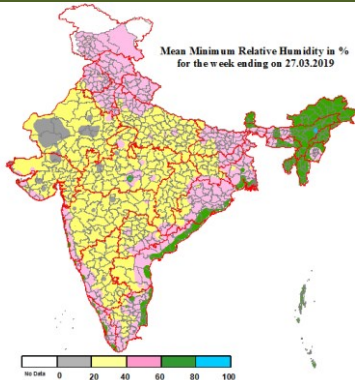 Mean Minimum Relative Humidity in %
for the week ending on 27.03.2019
No Data 0 20 40 60 80 100